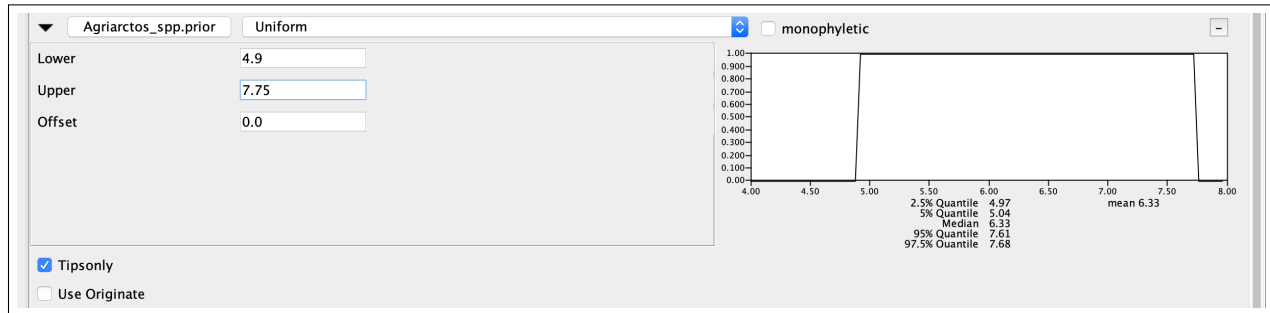 Agriarctos_spp.prior Uniform monophyletic -
Lower 4.9
Upper 7.75
Offset 0.0
1.00
0.900
0.800
0.700
0.600
0.500
0.400
0.300
0.200
0.100
0.00
4.00 4.50 5.00 5.50 6.00 6.50 7.00 7.50 8.00
2.5% Quantile 4.97 mean 6.33
5% Quantile 5.04
Median 6.33
95% Quantile 7.61
97.5% Quantile 7.68
Tipsonly
Use Originate